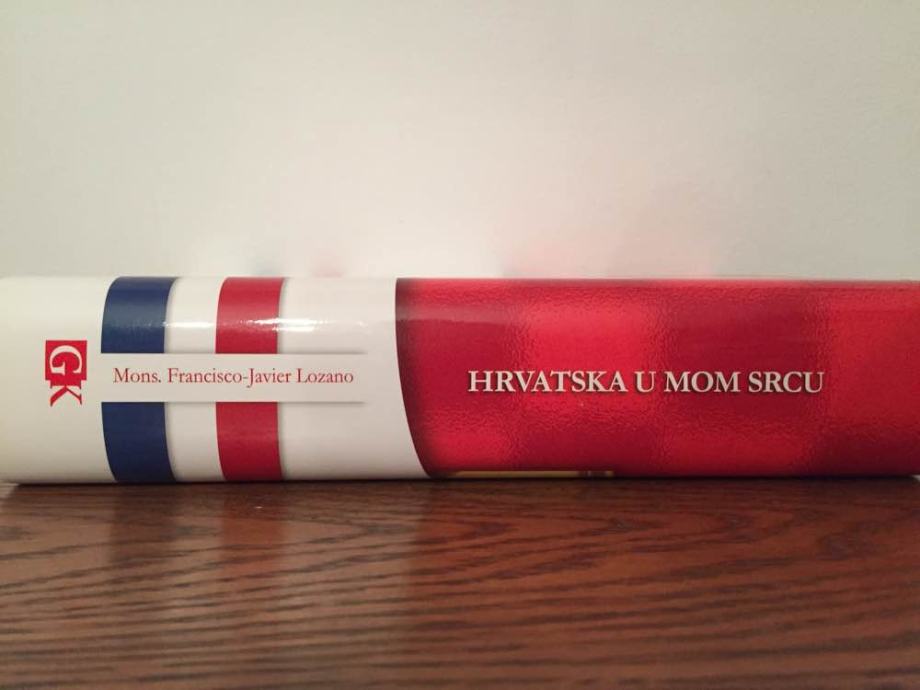 GK
Mons. Francisco-Javier Lozano
HRVATSKA U MOM SRCU